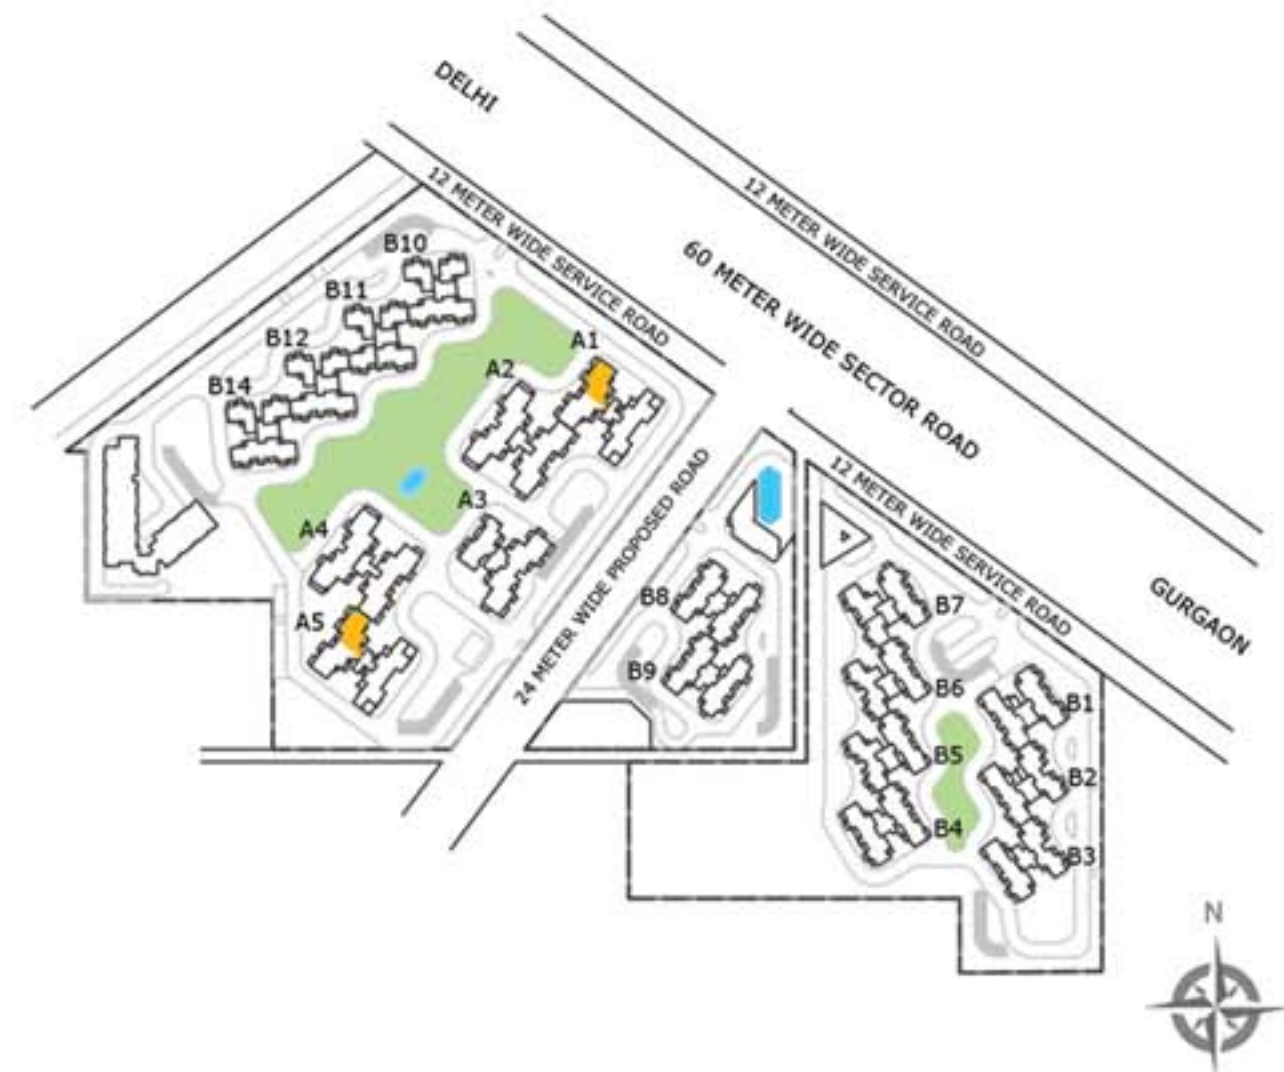 DELHI
12 METER WIDE SERVICE ROAD
12 METER WIDE SERVICE ROAD
60 METER WIDE SECTOR ROAD
B10
B11
B12
B14
A1
A2
A3
A4
A5
24 METER WIDE PROPOSED ROAD
12 METER WIDE SERVICE ROAD
GURGAON
B8
B9
B7
B6
B5
B4
B1
B2
B3
N